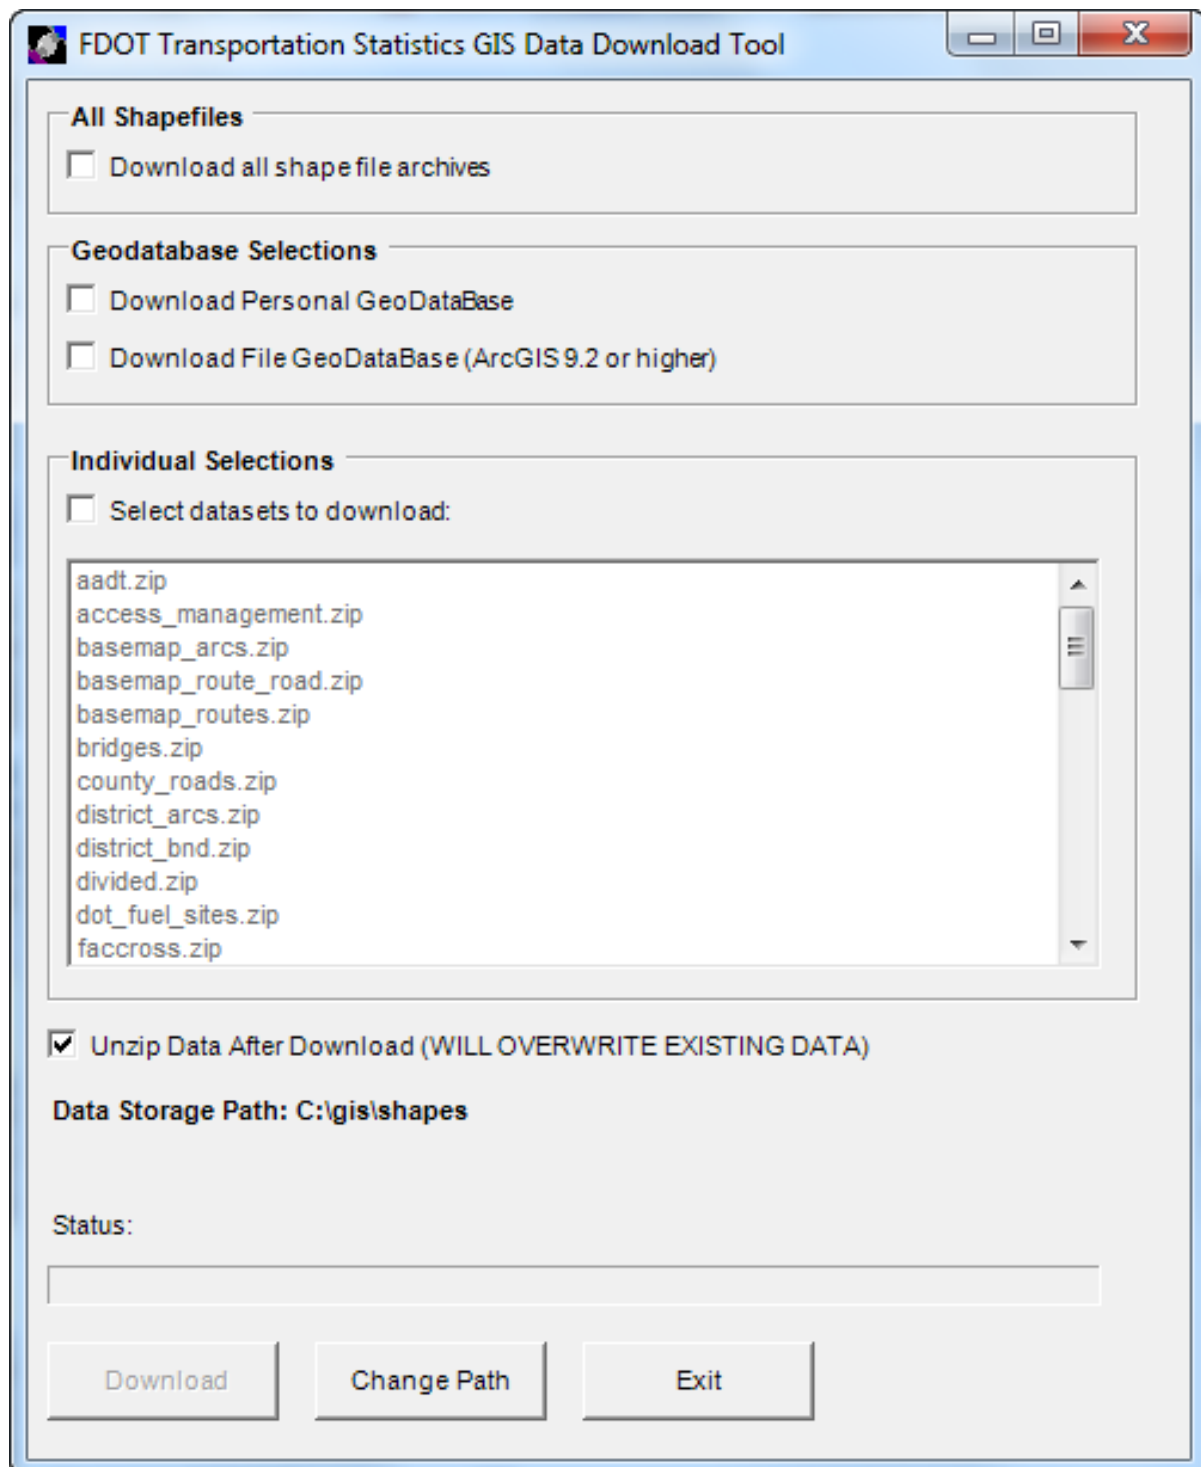 FDOT Transportation Statistics GIS Data Download Tool
All Shapefiles
Download all shape file archives
Geodatabase Selections
Download Personal GeoDataBase
Download File GeoDataBase (ArcGIS 9.2 or higher)
Individual Selections
Select datasets to download:
aadt.zip
access_management.zip
basemap_arcs.zip
basemap_route_road.zip
basemap_routes.zip
bridges.zip
county_roads.zip
district_arcs.zip
district_bnd.zip
divided.zip
dot_fuel_sites.zip
faccross.zip
Unzip Data After Download (WILL OVERWRITE EXISTING DATA)
Data Storage Path: C:\gis\shapes
Status:
Download Change Path Exit